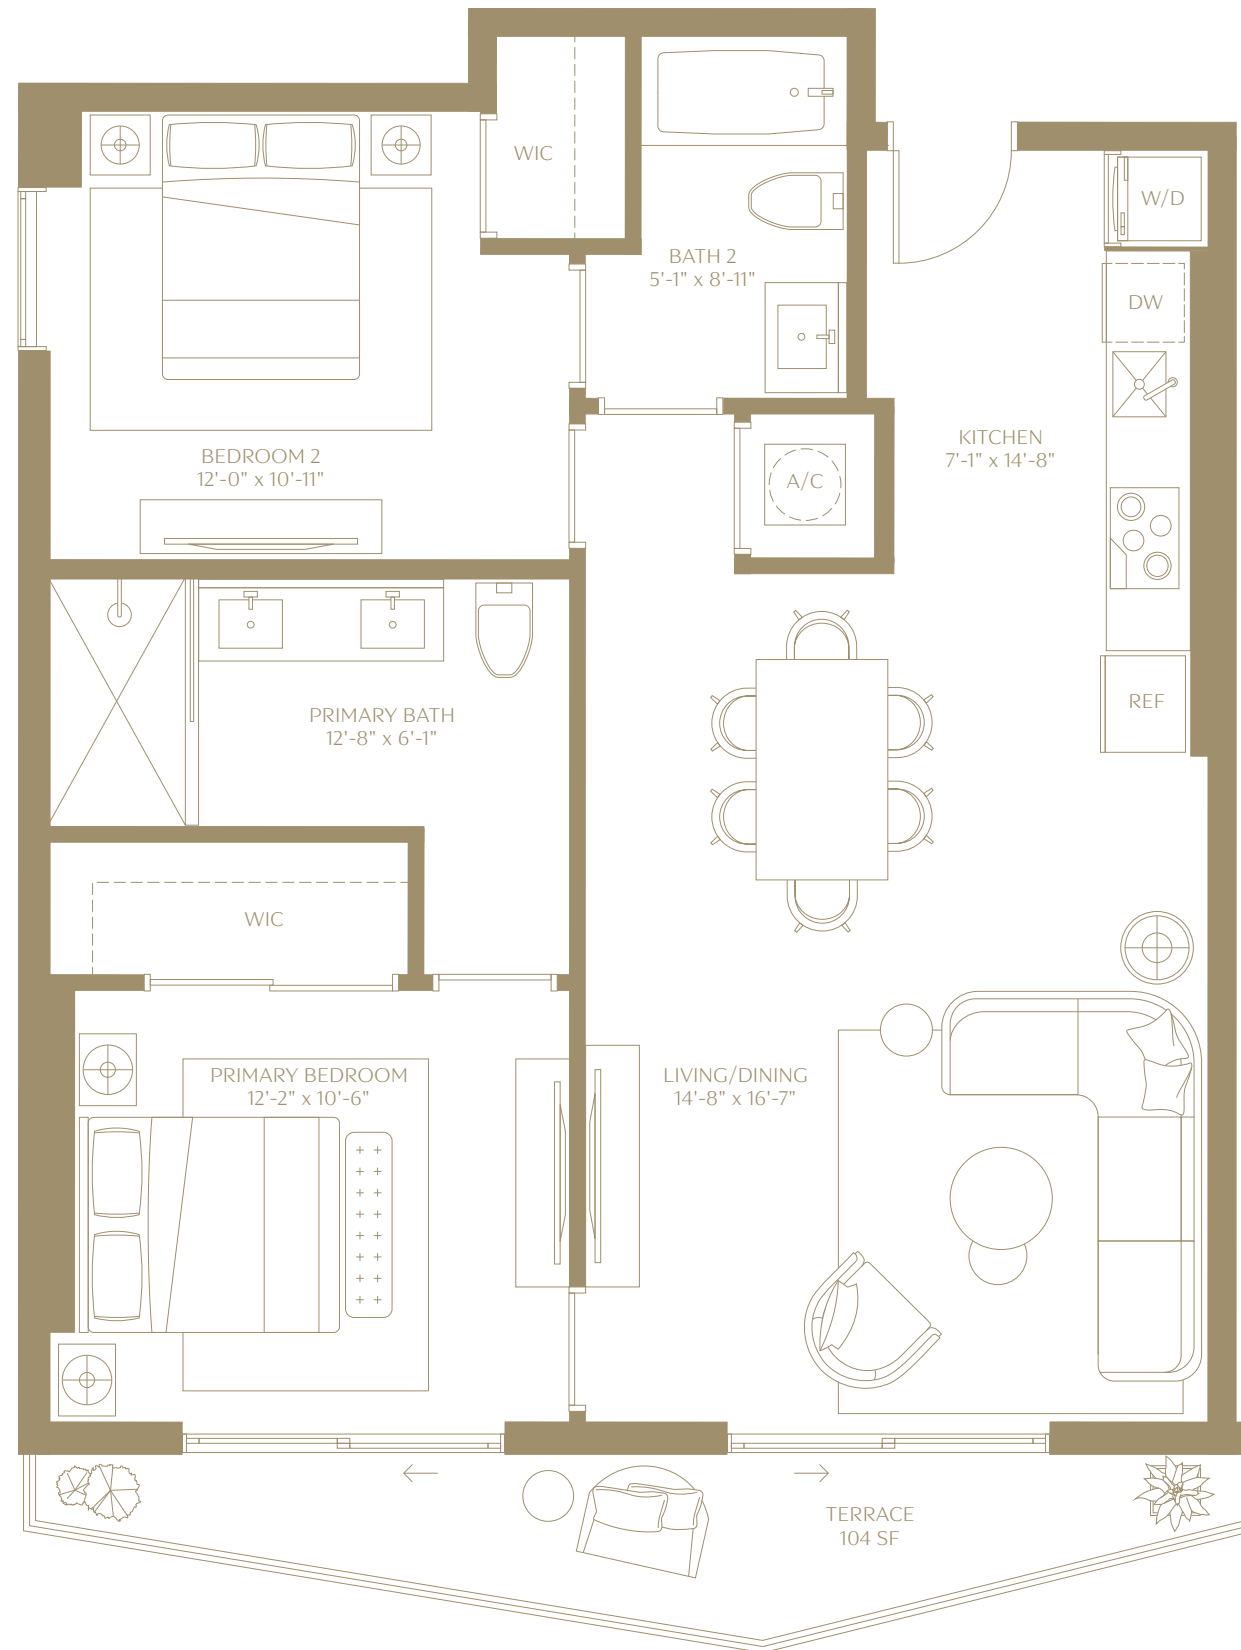 WIC
W/D
BATH 2
5'-1" x 8'-11"
DW
BEDROOM 2
12'-0" x 10'-11"
A/C
KITCHEN
7'-1" x 14'-8"
PRIMARY BATH
12'-8" x 6'-1"
REF
WIC
PRIMARY BEDROOM
12'-2" x 10'-6"
LIVING/DINING
14'-8" x 16'-7"
TERRACE
104 SF